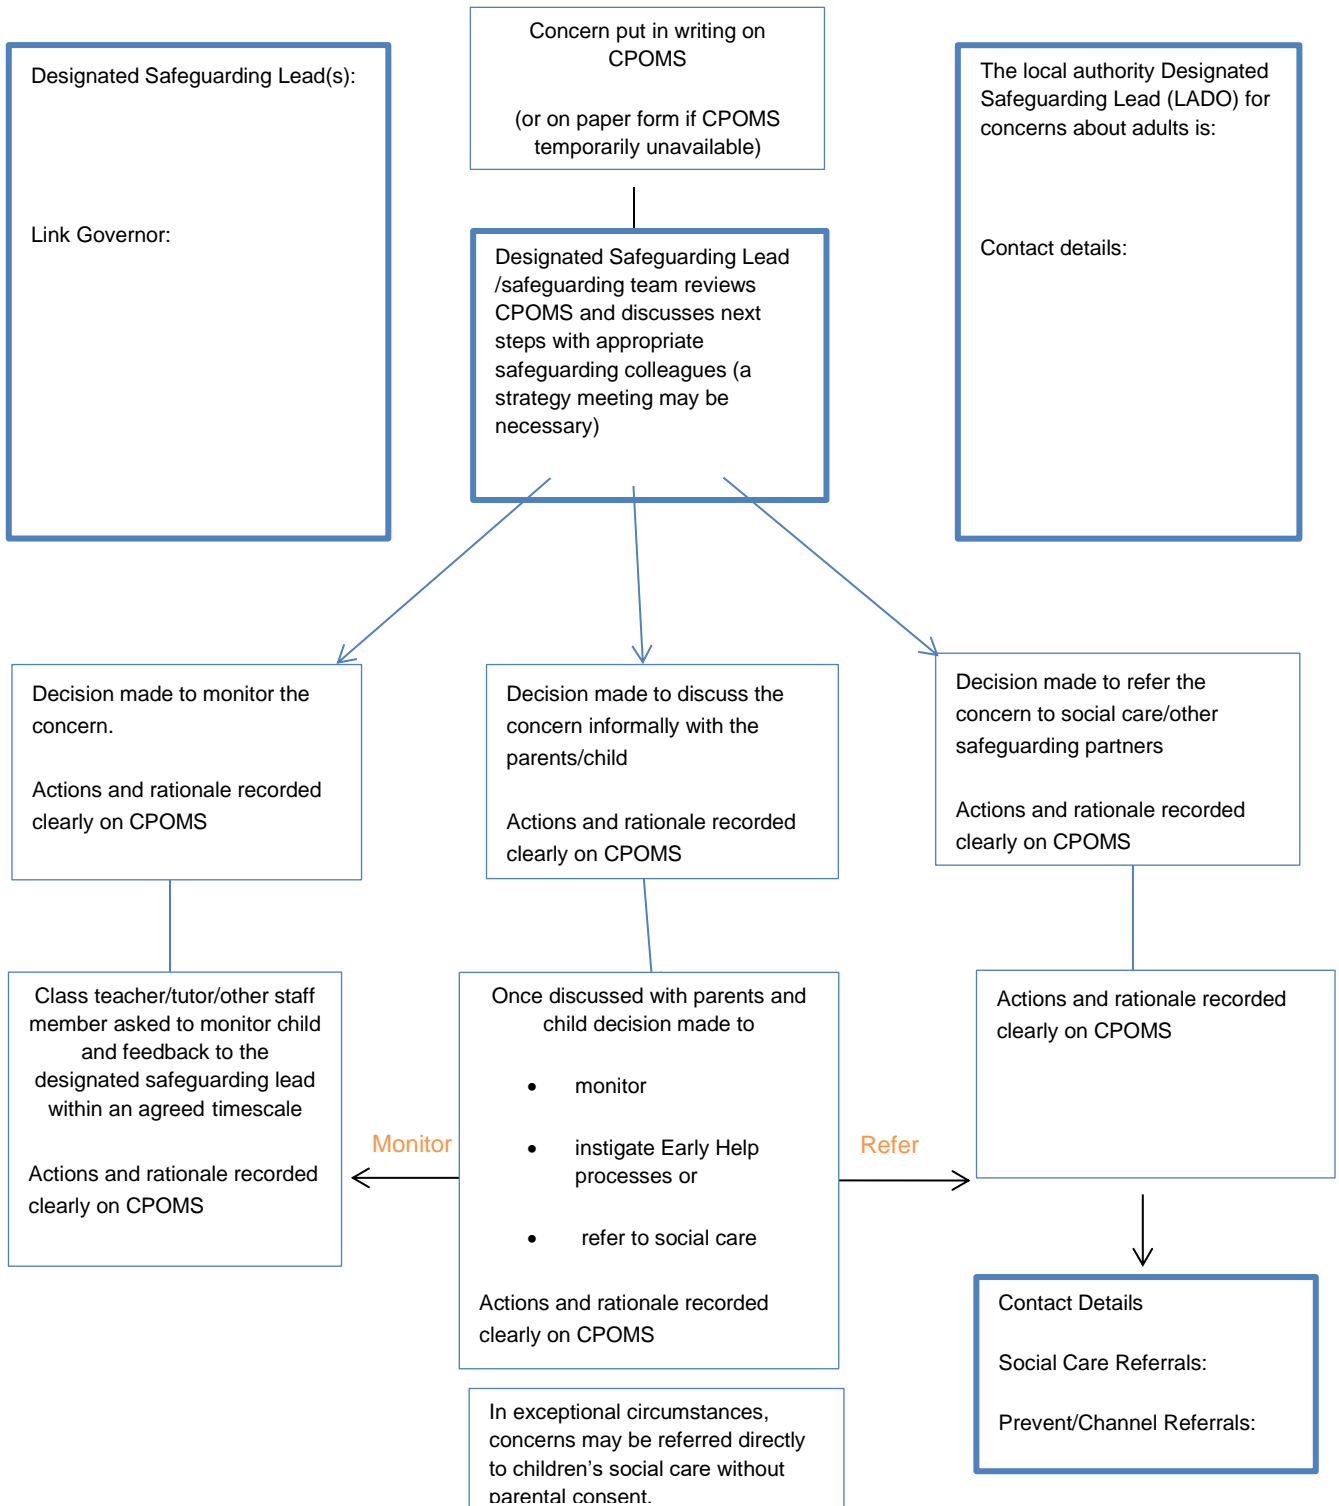 Concern put in writing on
CPOMS
(or on paper form if CPOMS
temporarily unavailable)
Designated Safeguarding Lead(s):
Link Governor:
The local authority Designated
Safeguarding Lead (LADO) for
concerns about adults is:
Contact details:
Designated Safeguarding Lead
/safeguarding team reviews
CPOMS and discusses next
steps with appropriate
safeguarding colleagues (a
strategy meeting may be
necessary)
Decision made to monitor the
concern.
Actions and rationale recorded
clearly on CPOMS
Decision made to discuss the
concern informally with the
parents/child
Actions and rationale recorded
clearly on CPOMS
Decision made to refer the
concern to social care/other
safeguarding partners
Actions and rationale recorded
clearly on CPOMS
Class teacher/tutor/other staff
member asked to monitor child
and feedback to the
designated safeguarding lead
within an agreed timescale
Actions and rationale recorded
clearly on CPOMS
Monitor
Once discussed with parents and
child decision made to
• monitor
• instigate Early Help
processes or
• refer to social care
Actions and rationale recorded
clearly on CPOMS
Refer
Actions and rationale recorded
clearly on CPOMS
Contact Details
Social Care Referrals:
Prevent/Channel Referrals:
In exceptional circumstances,
concerns may be referred directly
to children's social care without
parental consent.